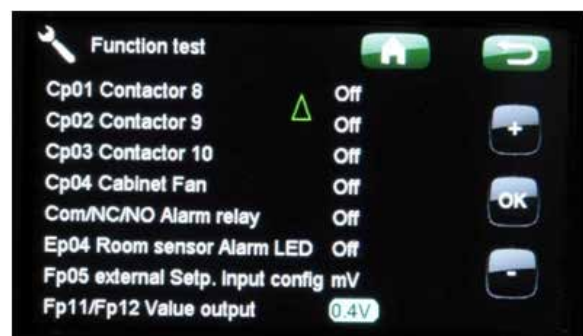 Function test
Cp01 Contactor 8 Off
Cp02 Contactor 9 Off
Cp03 Contactor 10 Off
Cp04 Cabinet Fan Off
Com/NC/NO Alarm relay Off
Ep04 Room sensor Alarm LED Off
Fp05 external Setp. Input config mV
Fp11/Fp12 Value output 0.4V
+
OK
-